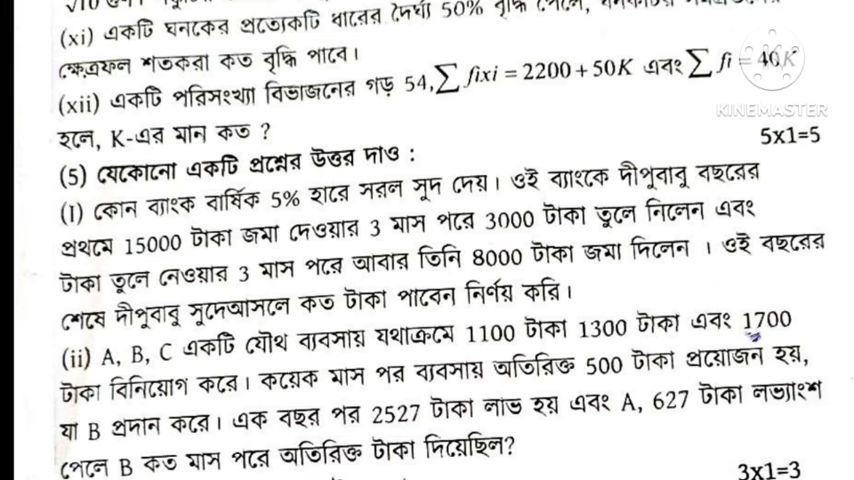 (xi) একটি ঘনকের প্রত্যেকটি ধারের দৈর্ঘ্য 50% বৃদ্ধি পেলে,
ক্ষেত্রফল শতকরা কত বৃদ্ধি পাবে।
(xii) একটি পরিসংখ্যা বিভাজনের গড় 54, ∑ fixi = 2200 + 50K এবং ∑ fi = 40K
হলে, K-এর মান কত ?
KINEMASTER
5x1=5
(5) যেকোনো একটি প্রশ্নের উত্তর দাও :
(I) কোন ব্যাংক বার্ষিক 5% হারে সরল সুদ দেয়। ওই ব্যাংকে দীপুবাবু বছরের
প্রথমে 15000 টাকা জমা দেওয়ার 3 মাস পরে 3000 টাকা তুলে নিলেন এবং
টাকা তুলে নেওয়ার 3 মাস পরে আবার তিনি 8000 টাকা জমা দিলেন । ওই বছরের
শেষে দীপুবাবু সুদেআসলে কত টাকা পাবেন নির্ণয় করি।
(ii) A, B, C একটি যৌথ ব্যবসায় যথাক্রমে 1100 টাকা 1300 টাকা এবং 1700
টাকা বিনিয়োগ করে। কয়েক মাস পর ব্যবসায় অতিরিক্ত 500 টাকা প্রয়োজন হয়,
যা B প্রদান করে। এক বছর পর 2527 টাকা লাভ হয় এবং A, 627 টাকা লভ্যাংশ
পেলে B কত মাস পরে অতিরিক্ত টাকা দিয়েছিল?
3x1=3